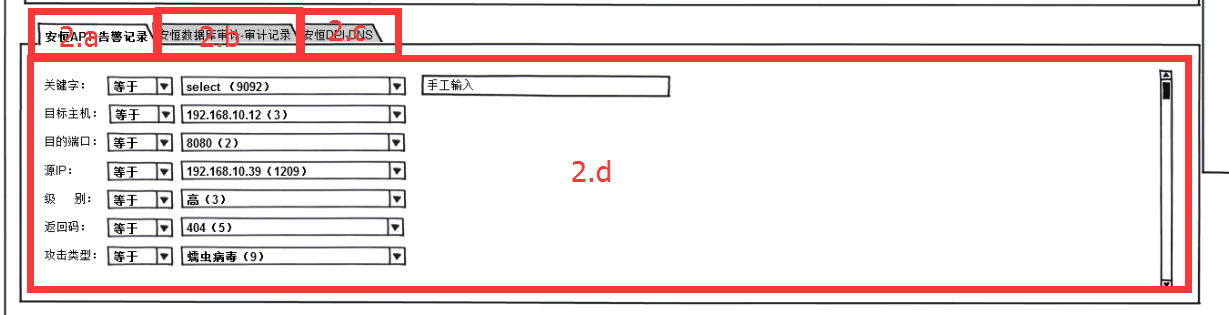 安恒APT-告警记录 安恒数据库审计-审计记录 安恒DPI-DNS
2.a 2.b 2.c
关键字: 等于 select（9092） 手工输入
目标主机: 等于 192.168.10.12（3）
目的端口: 等于 8080（2）
源IP: 等于 192.168.10.39（1209）
2.d
级 别: 等于 高（3）
返回码: 等于 404（5）
攻击类型: 等于 蠕虫病毒（9）